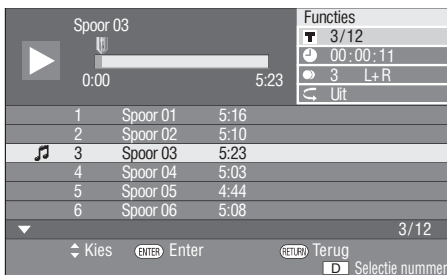 Spoor 03
0:00 5:23
Functies
T 3/12
00:00:11
3 L+R
Uit
1 Spoor 01 5:16
2 Spoor 02 5:10
3 Spoor 03 5:23
4 Spoor 04 5:03
5 Spoor 05 4:44
6 Spoor 06 5:08
3/12
Kies ENTER Enter RETURN Terug
D Selectie nummer